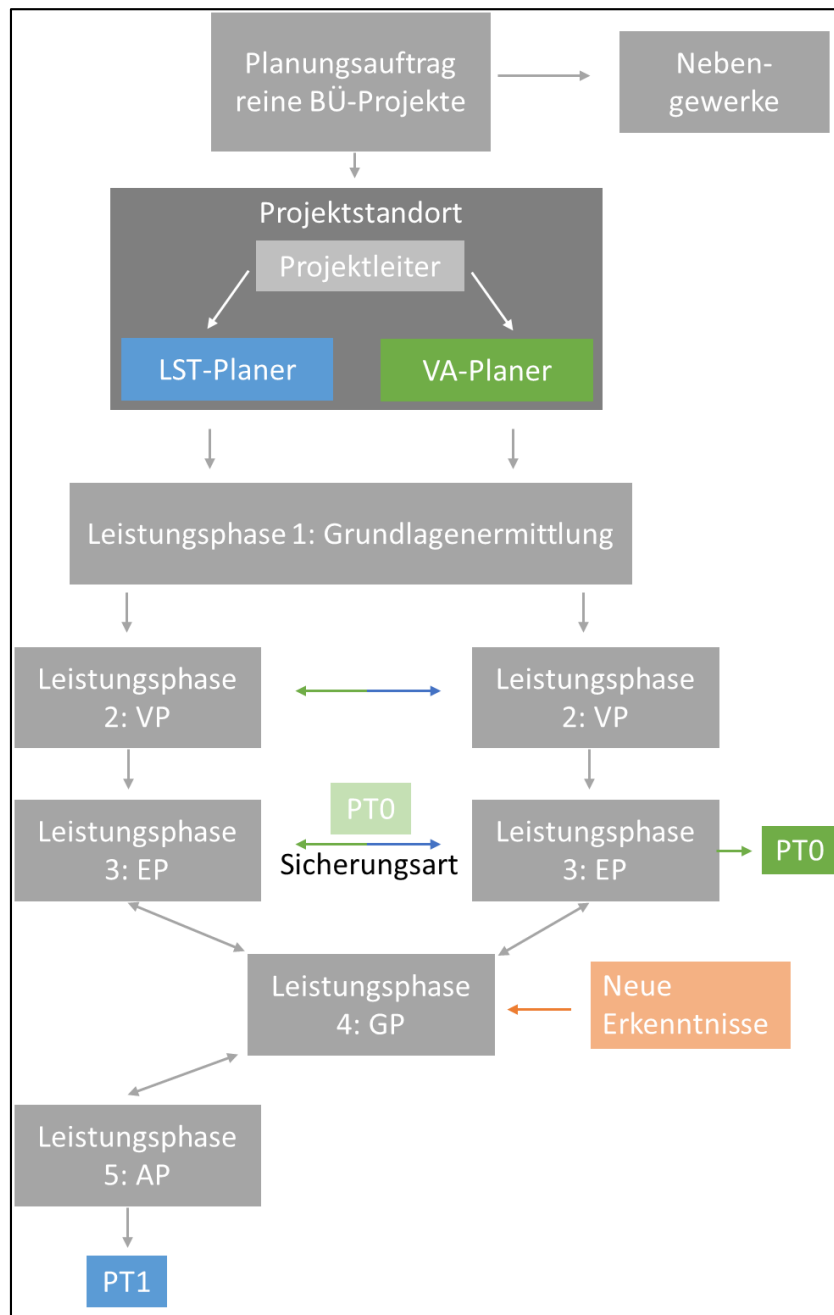 Planungsauftrag
reine BÜ-Projekte
Neben-
gewerke
Projektstandort
Projektleiter
LST-Planer
VA-Planer
Leistungsphase 1: Grundlagenermittlung
Leistungsphase
2: VP
Leistungsphase
2: VP
Leistungsphase
3: EP
PT0
Sicherungsart
Leistungsphase
3: EP
PT0
Leistungsphase
4: GP
Neue
Erkenntnisse
Leistungsphase
5: AP
PT1